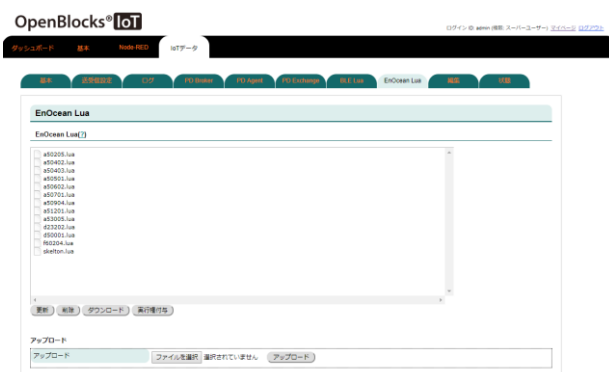 OpenBlocks® IoT
ログイン ID: admin (権限: スーパーユーザー) マイページ ログアウト
ダッシュボード 基本 Node-RED IoTデータ
基本 送受信設定 ログ PD Broker PD Agent PD Exchange BLE Lua EnOcean Lua 編集 状態
EnOcean Lua
EnOcean Lua(?)
a50205.lua
a50402.lua
a50403.lua
a50501.lua
a50602.lua
a50701.lua
a50904.lua
a51201.lua
a53005.lua
d23202.lua
d50001.lua
f60204.lua
skelton.lua
更新 削除 ダウンロード 実行権付与
アップロード
アップロード ファイルを選択 選択されていません アップロード